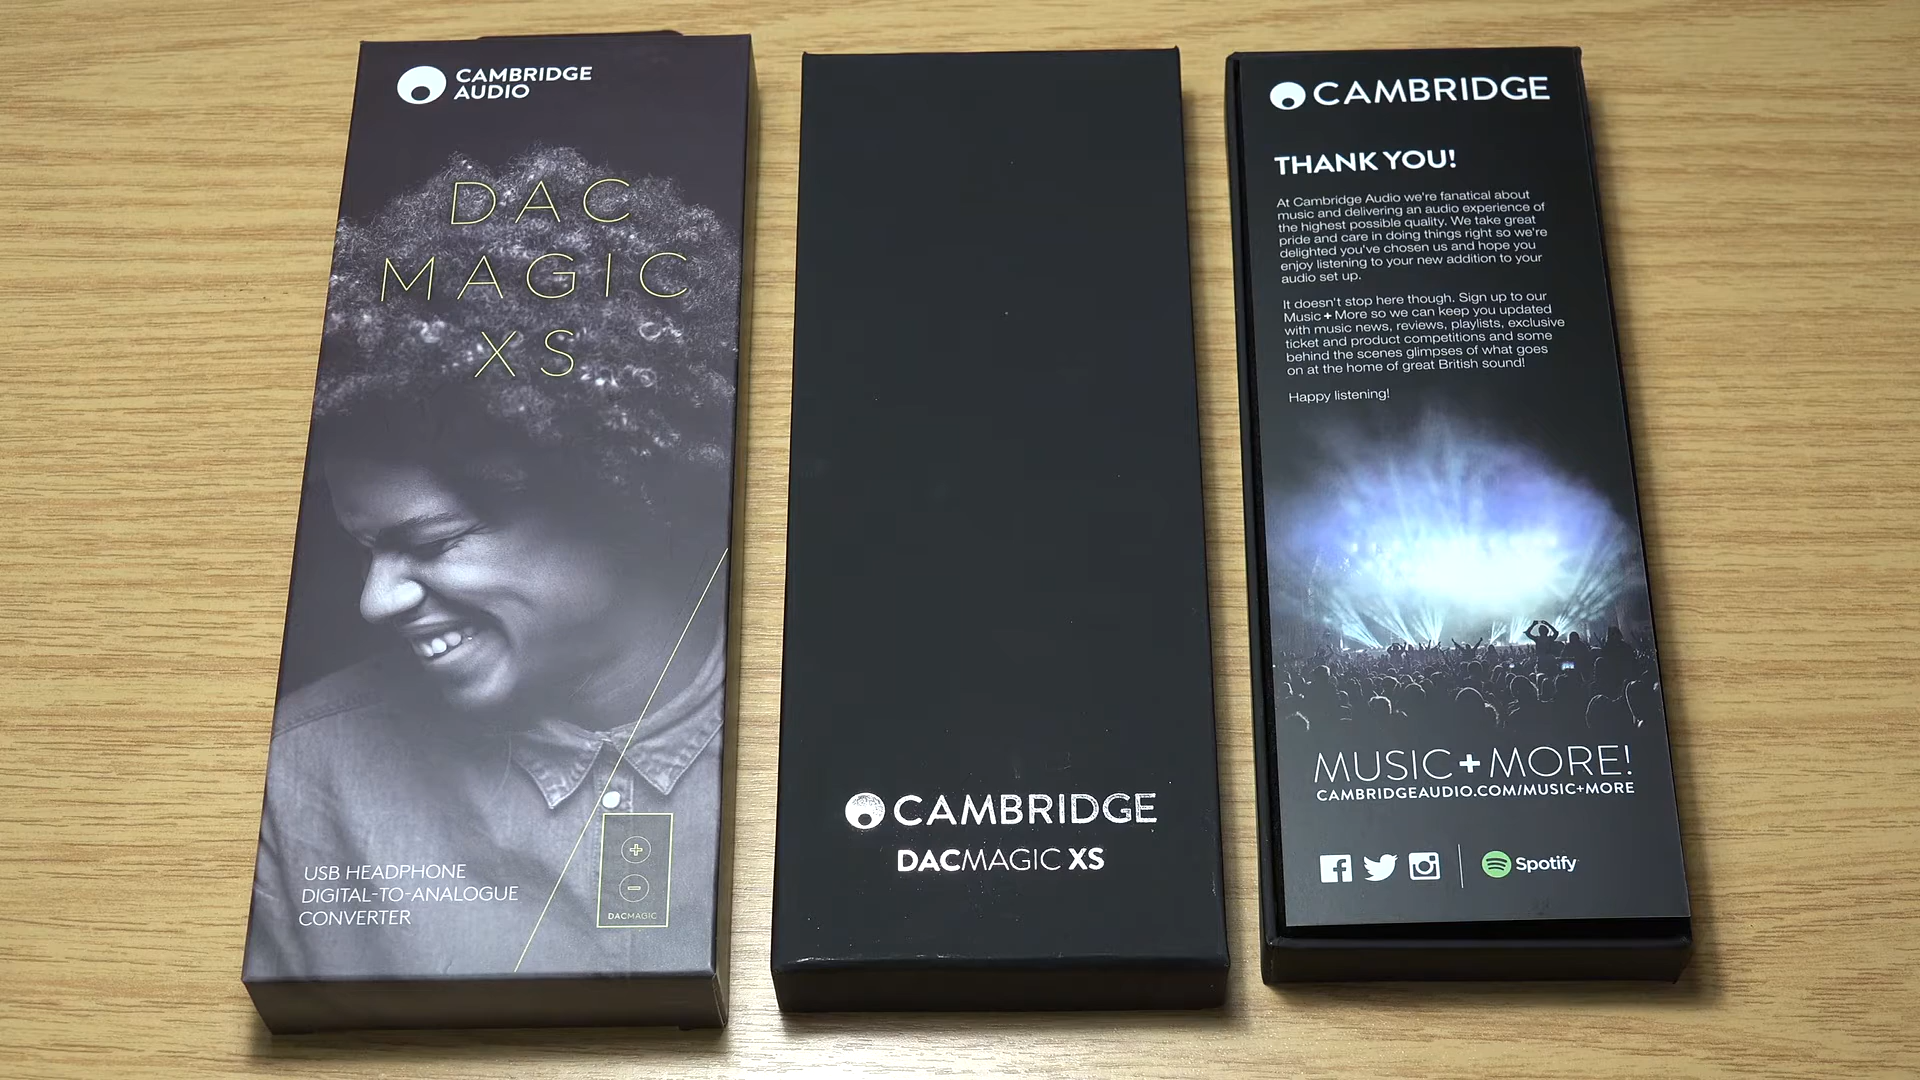 CAMBRIDGE
AUDIO
DAC
MAGIC
XS
USB HEADPHONE
DIGITAL-TO-ANALOGUE
CONVERTER
+
−
DACMAGIC
CAMBRIDGE
DACMAGIC XS
CAMBRIDGE
THANK YOU!
At Cambridge Audio we're fanatical about
music and delivering an audio experience of
the highest possible quality. We take great
pride and care in doing things right so we're
delighted you've chosen us and hope you
enjoy listening to your new addition to your
audio set up.
It doesn't stop here though. Sign up to our
Music + More so we can keep you updated
with music news, reviews, playlists, exclusive
ticket and product competitions and some
behind the scenes glimpses of what goes
on at the home of great British sound!
Happy listening!
MUSIC+MORE!
CAMBRIDGEAUDIO.COM/MUSIC+MORE
Spotify